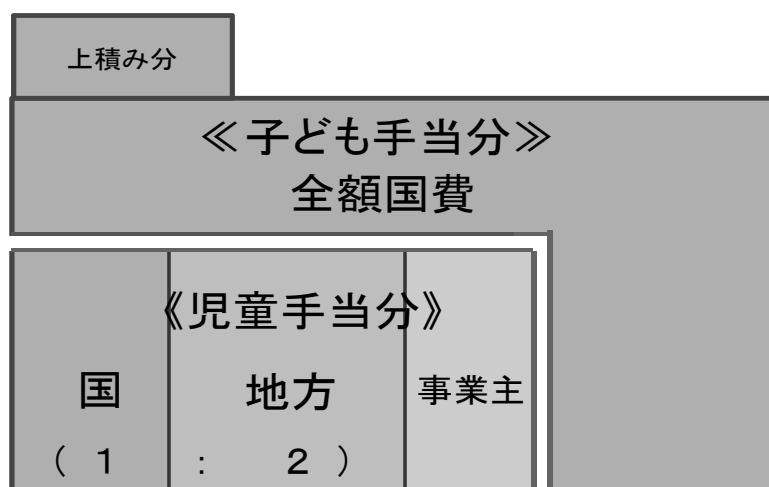 上積み分
≪子ども手当分≫
全額国費
《児童手当分》
国
地方
事業主
( 1 : 2 )